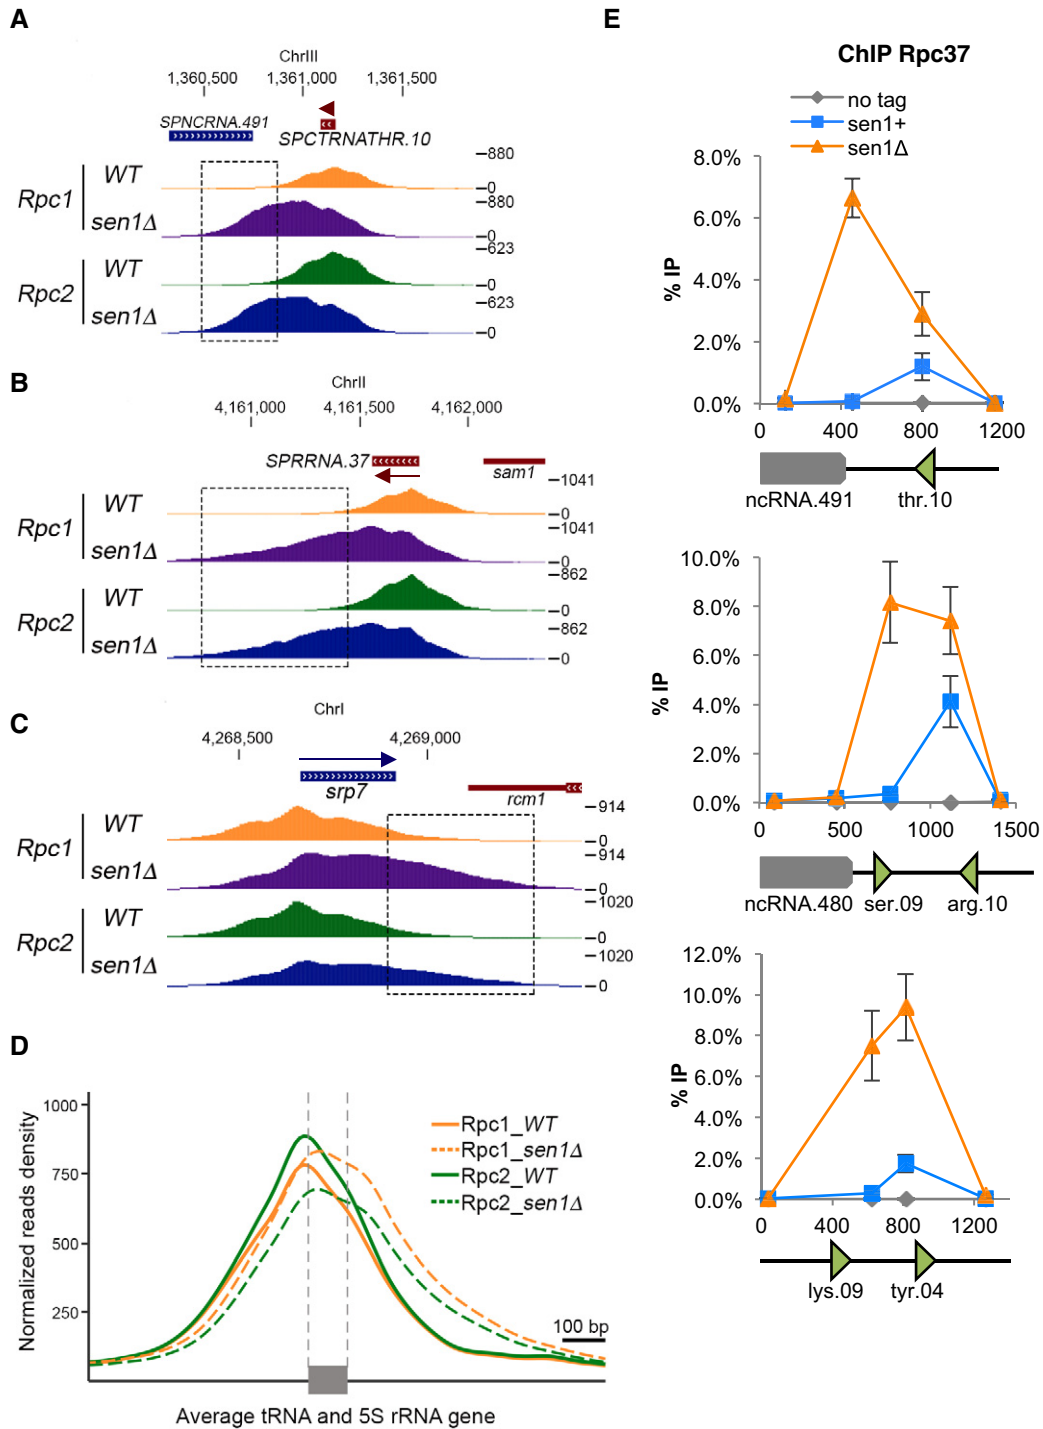 A
ChrIII
1,360,500 1,361,000 1,361,500
SPNCRNA.491
SPCTRNATHR.10
Rpc1
WT
sen1Δ
Rpc2
WT
sen1Δ
880
0
880
0
623
0
623
0
B
ChrII
4,161,000 4,161,500 4,162,000
SPRRNA.37
sam1
Rpc1
WT
sen1Δ
Rpc2
WT
sen1Δ
1041
0
1041
0
862
0
862
0
C
ChrI
4,268,500 4,269,000
srp7
rcm1
Rpc1
WT
sen1Δ
Rpc2
WT
sen1Δ
914
0
914
0
1020
0
1020
0
D
Normalized reads density
1000
750
500
250
Rpc1_WT
Rpc1_sen1Δ
Rpc2_WT
Rpc2_sen1Δ
100 bp
Average tRNA and 5S rRNA gene
E
ChIP Rpc37
no tag
sen1+
sen1Δ
% IP
8.0%
6.0%
4.0%
2.0%
0.0%
0 400 800 1200
ncRNA.491 thr.10
% IP
10.0%
8.0%
6.0%
4.0%
2.0%
0.0%
0 500 1000 1500
ncRNA.480 ser.09 arg.10
% IP
12.0%
10.0%
8.0%
6.0%
4.0%
2.0%
0.0%
0 400 800 1200
lys.09 tyr.04